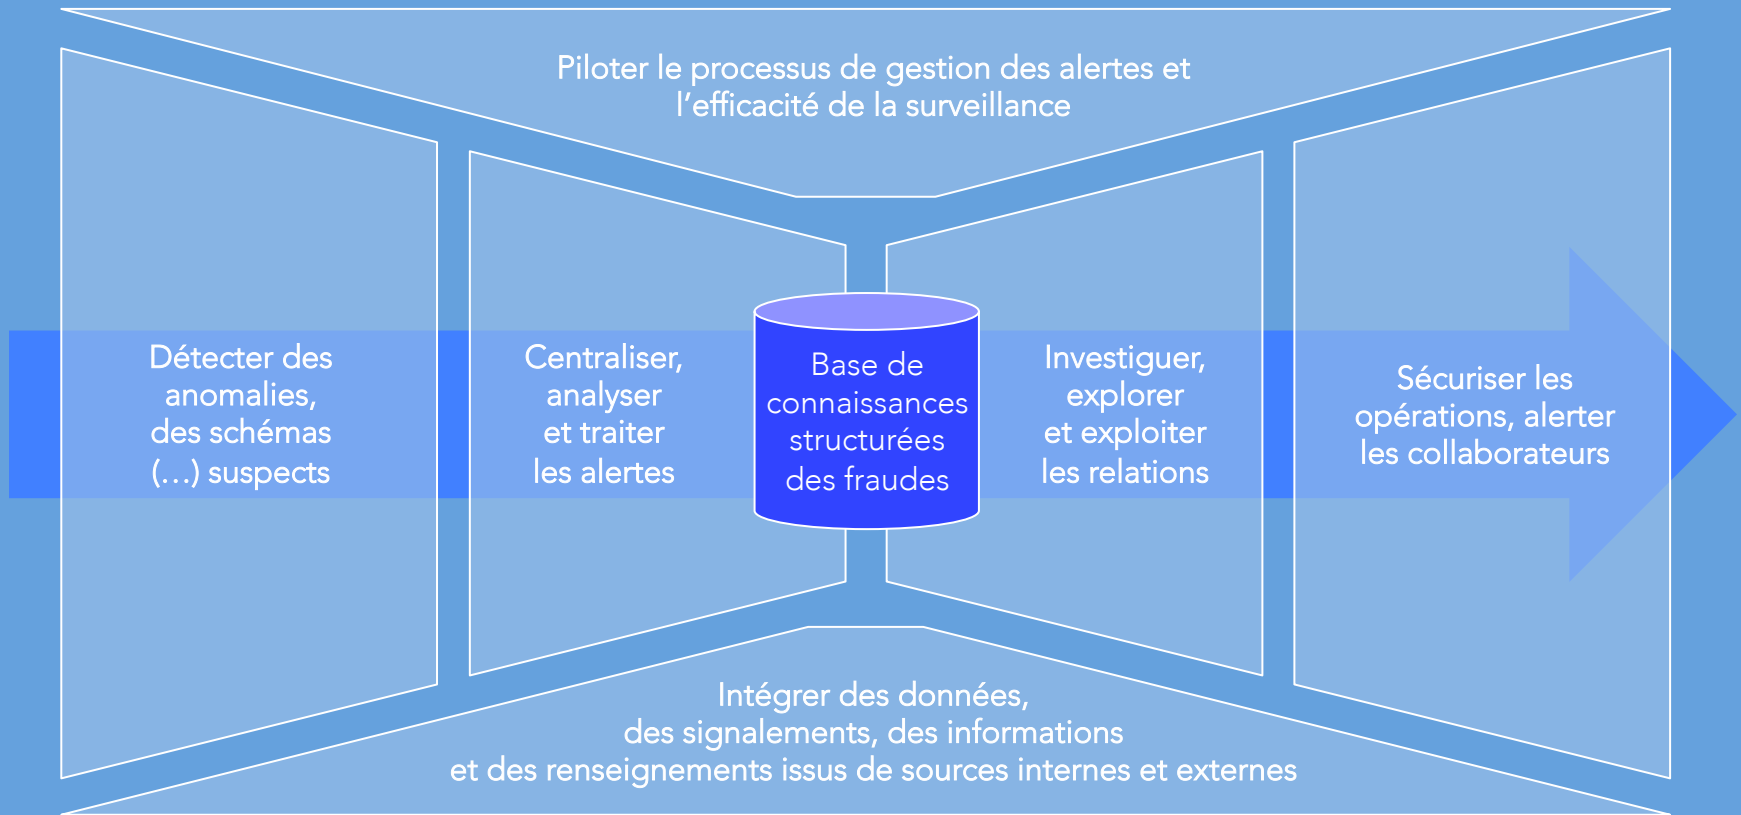 Piloter le processus de gestion des alertes et
l’efficacité de la surveillance
Détecter des
anomalies,
des schémas
(...) suspects
Centraliser,
analyser
et traiter
les alertes
Base de
connaissances
structurées
des fraudes
Investiguer,
explorer
et exploiter
les relations
Sécuriser les
opérations, alerter
les collaborateurs
Intégrer des données,
des signalements, des informations
et des renseignements issus de sources internes et externes